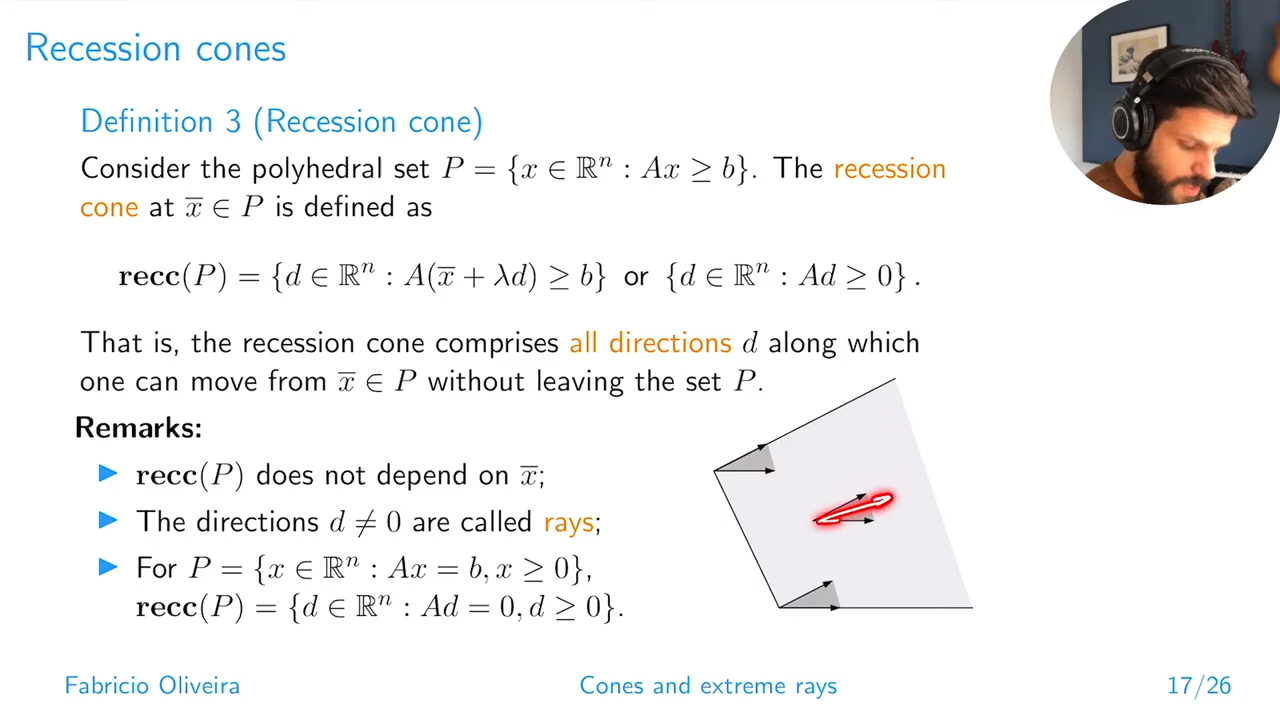 Recession cones
Definition 3 (Recession cone)
Consider the polyhedral set P = {x ∈ ℝⁿ : Ax ≥ b}. The recession
cone at x̅ ∈ P is defined as
recc(P) = {d ∈ ℝⁿ : A(x̅ + λd) ≥ b} or {d ∈ ℝⁿ : Ad ≥ 0} .
That is, the recession cone comprises all directions d along which
one can move from x̅ ∈ P without leaving the set P.
Remarks:
▶ recc(P) does not depend on x̅;
▶ The directions d ≠ 0 are called rays;
▶ For P = {x ∈ ℝⁿ : Ax = b, x ≥ 0},
recc(P) = {d ∈ ℝⁿ : Ad = 0, d ≥ 0}.
Fabricio Oliveira Cones and extreme rays 17/26